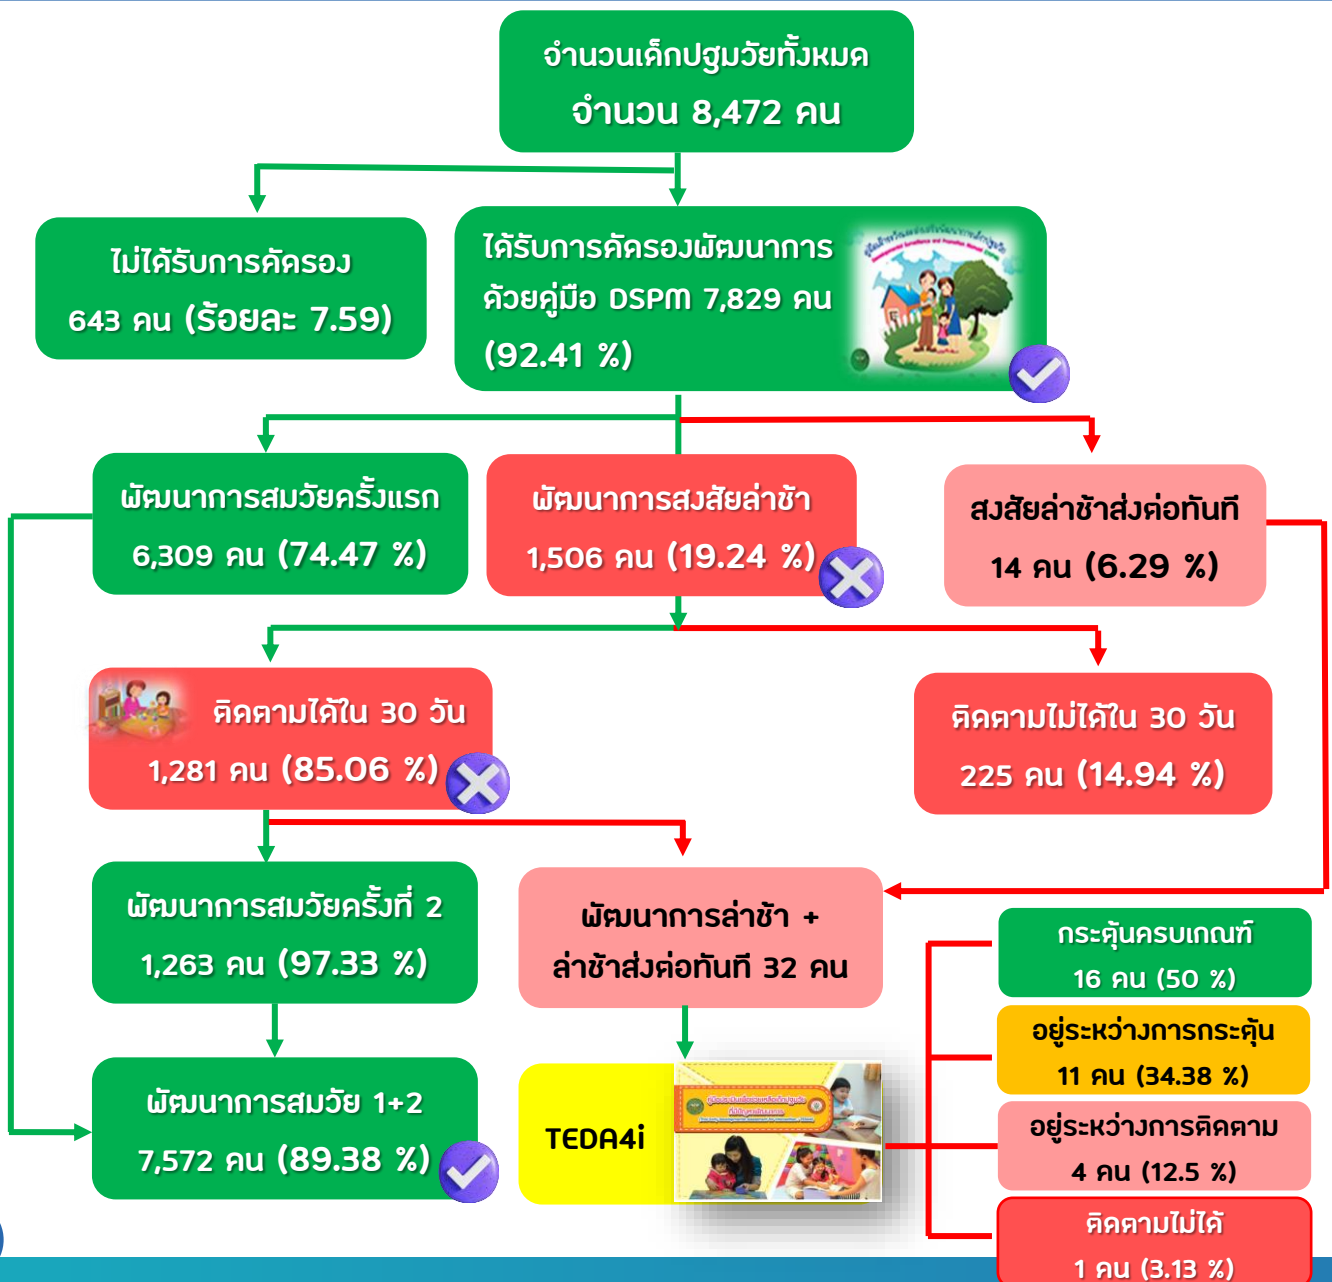 จำนวนเด็กปฐมวัยทั้งหมด
จำนวน 8,472 คน
ไม่ได้รับการคัดรอง
643 คน (ร้อยละ 7.59)
ได้รับการคัดรองพัฒนาการ
ด้วยคู่มือ DSPM 7,829 คน
(92.41 %)
พัฒนาการสมวัยครั้งแรก
6,309 คน (74.47 %)
พัฒนาการสงสัยล่าช้า
1,506 คน (19.24 %)
สงสัยล่าช้าส่งต่อทันที
14 คน (6.29 %)
ติดตามได้ใน 30 วัน
1,281 คน (85.06 %)
ติดตามไม่ได้ใน 30 วัน
225 คน (14.94 %)
พัฒนาการสมวัยครั้งที่ 2
1,263 คน (97.33 %)
พัฒนาการล่าช้า +
ล่าช้าส่งต่อทันที 32 คน
กระตุ้นครบเกณฑ์
16 คน (50 %)
อยู่ระหว่างการกระตุ้น
11 คน (34.38 %)
พัฒนาการสมวัย 1+2
7,572 คน (89.38 %)
TEDA4i
อยู่ระหว่างการติดตาม
4 คน (12.5 %)
ติดตามไม่ได้
1 คน (3.13 %)